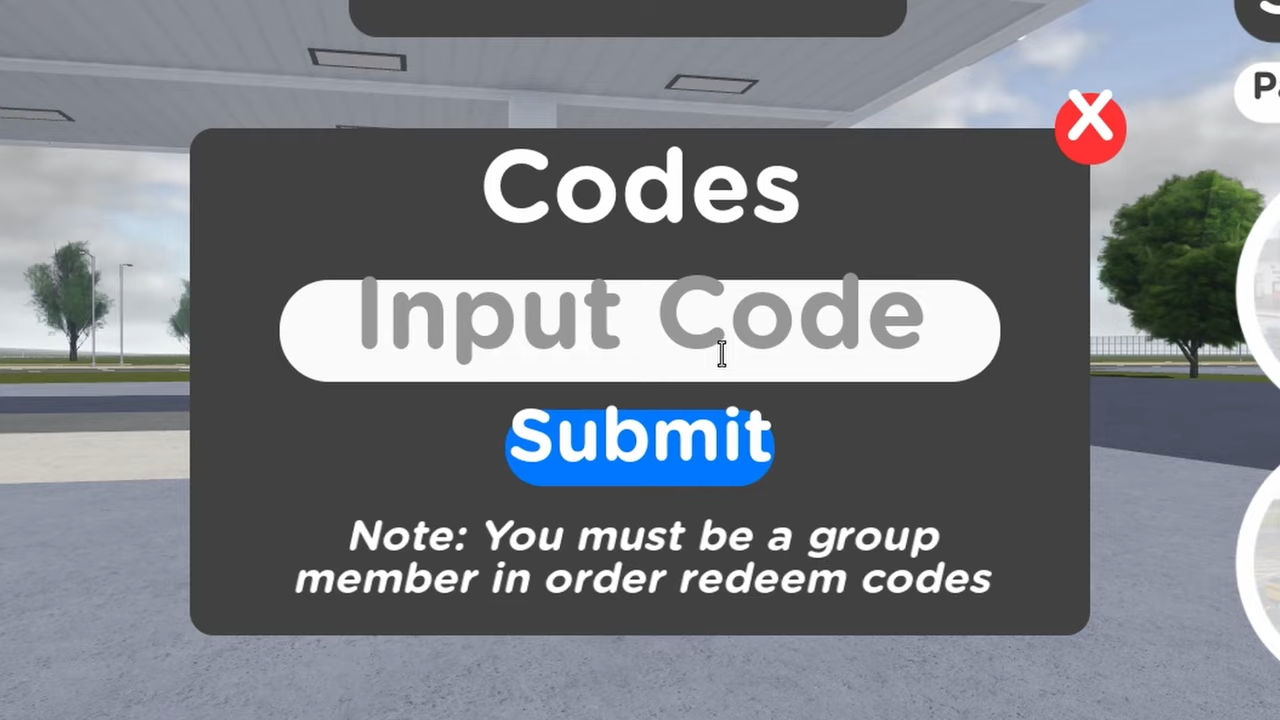 X
Codes
Input Code
Submit
Note: You must be a group
member in order redeem codes